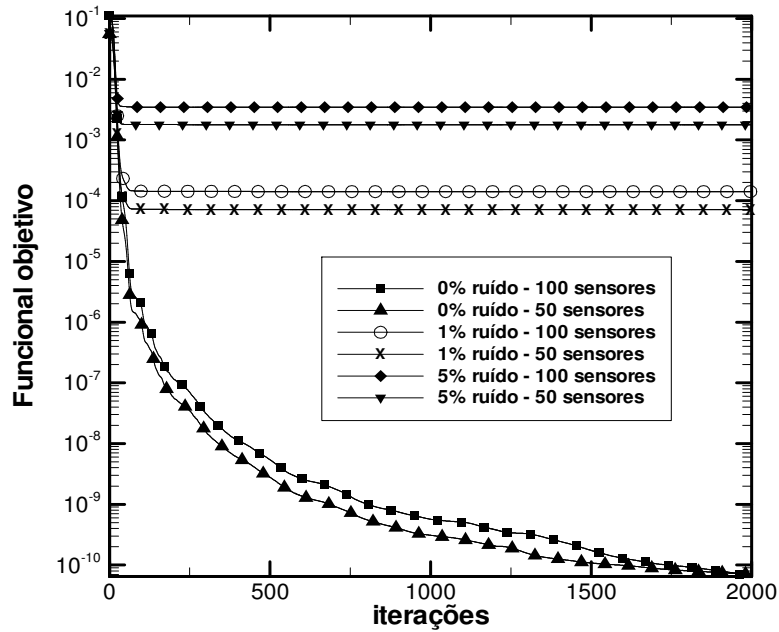 10-1
10-2
10-3
10-4
10-5
10-6
10-7
10-8
10-9
10-10
Funcional objetivo
0% ruído - 100 sensores
0% ruído - 50 sensores
1% ruído - 100 sensores
1% ruído - 50 sensores
5% ruído - 100 sensores
5% ruído - 50 sensores
0 500 1000 1500 2000
iterações